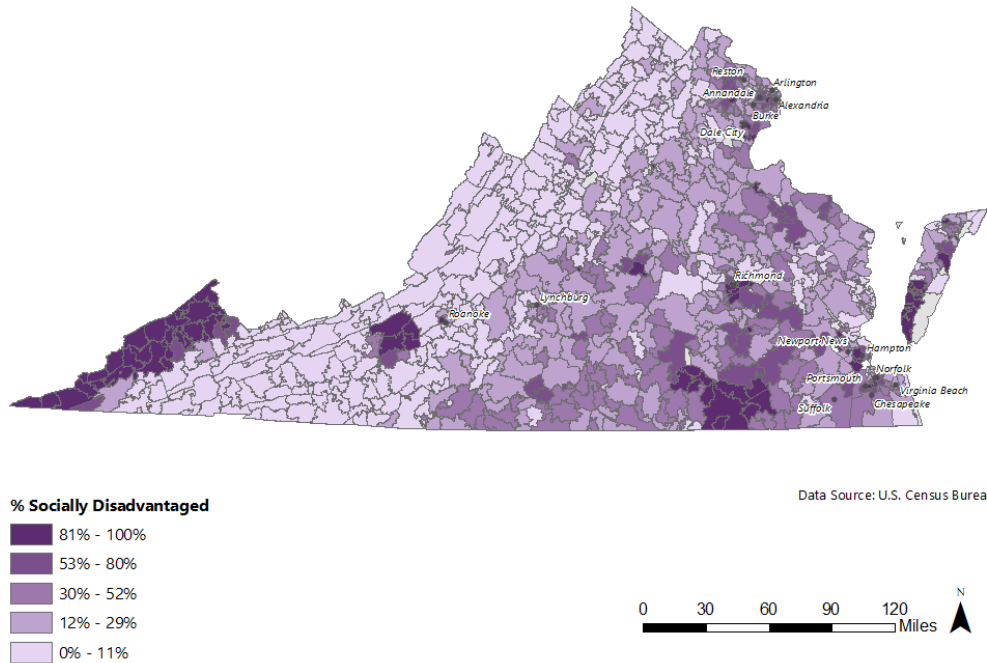 Reston
Arlington
Annandale
Alexandria
Burke
Dale City
Richmond
Lynchburg
Roanoke
Newport News
Hampton
Norfolk
Portsmouth
Virginia Beach
Suffolk
Chesapeake
% Socially Disadvantaged
81% - 100%
53% - 80%
30% - 52%
12% - 29%
0% - 11%
Data Source: U.S. Census Burea
N
0 30 60 90 120
Miles